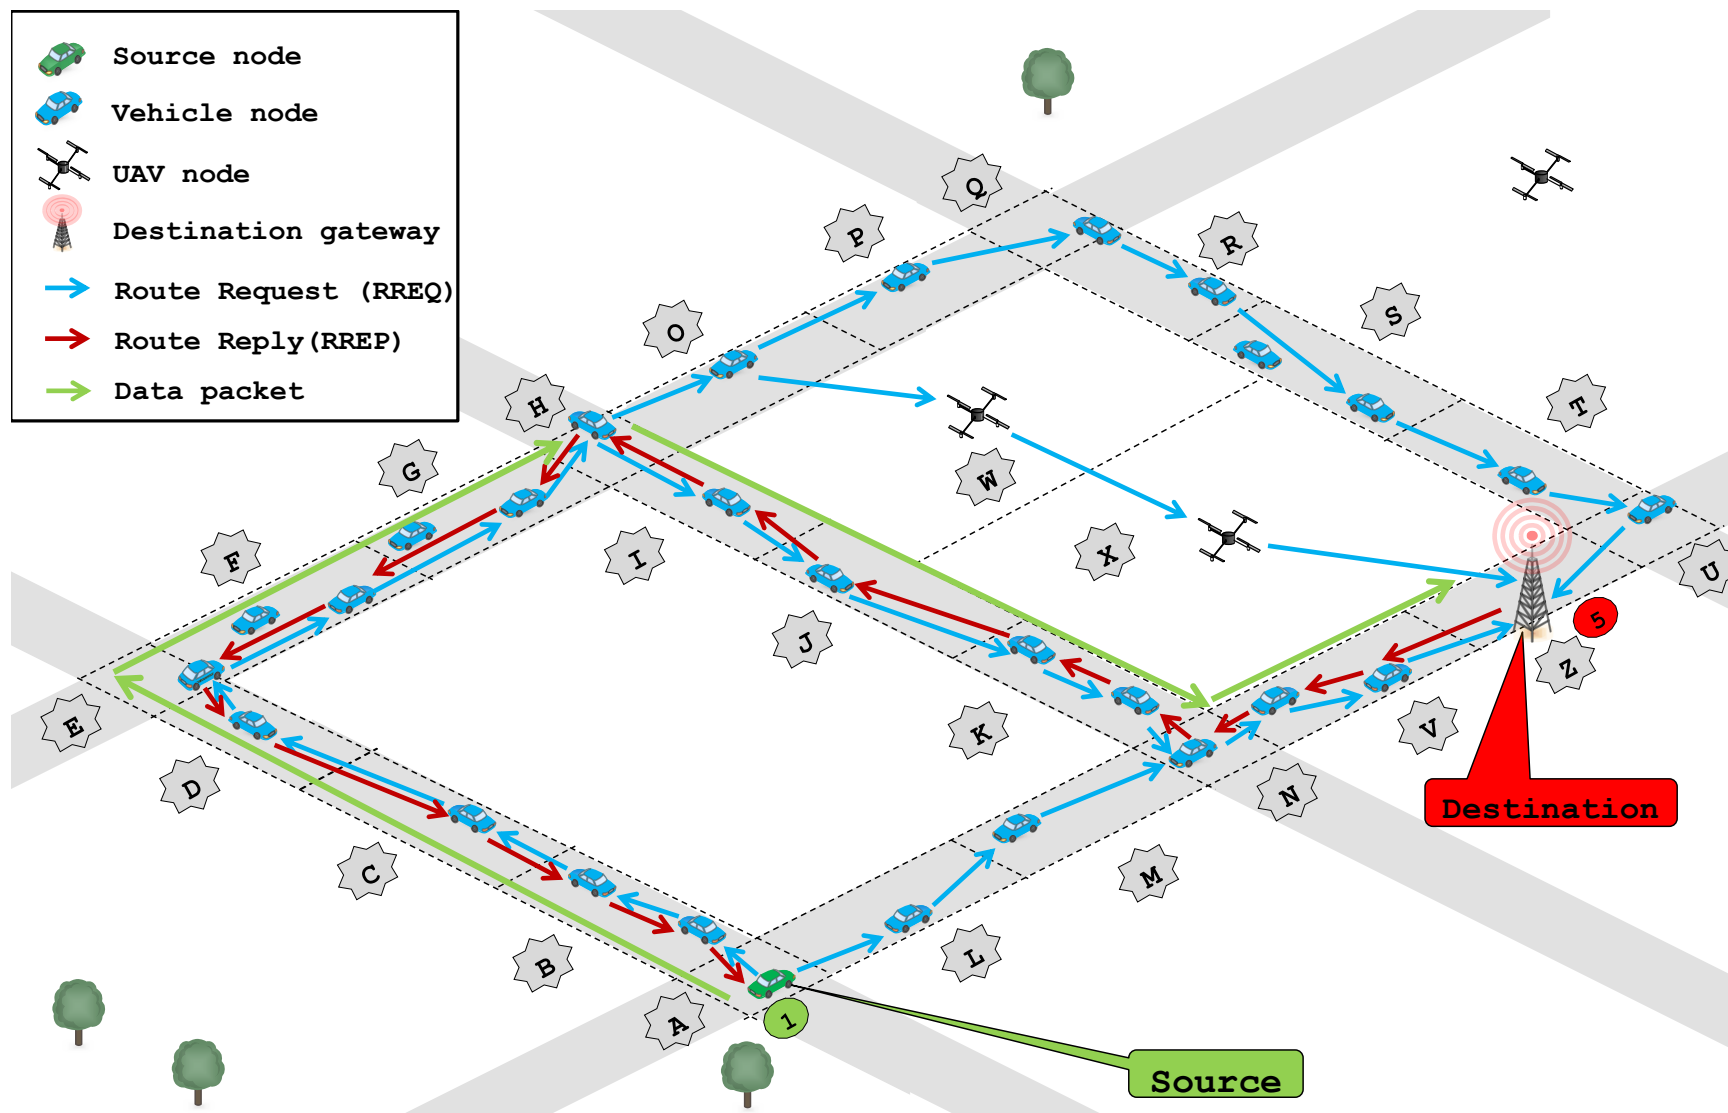 Source node
Vehicle node
UAV node
Destination gateway
Route Request (RREQ)
Route Reply(RREP)
Data packet
Q
P
R
O
S
H
T
G
W
F
I
X
U
J
5
Z
E
K
V
D
N
Destination
C
M
B
L
A
1
Source